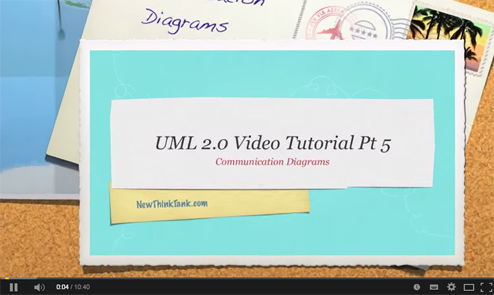 Diagrams
UML 2.0 Video Tutorial Pt 5
Communication Diagrams
NewThinkTank.com
0:04 / 10:40